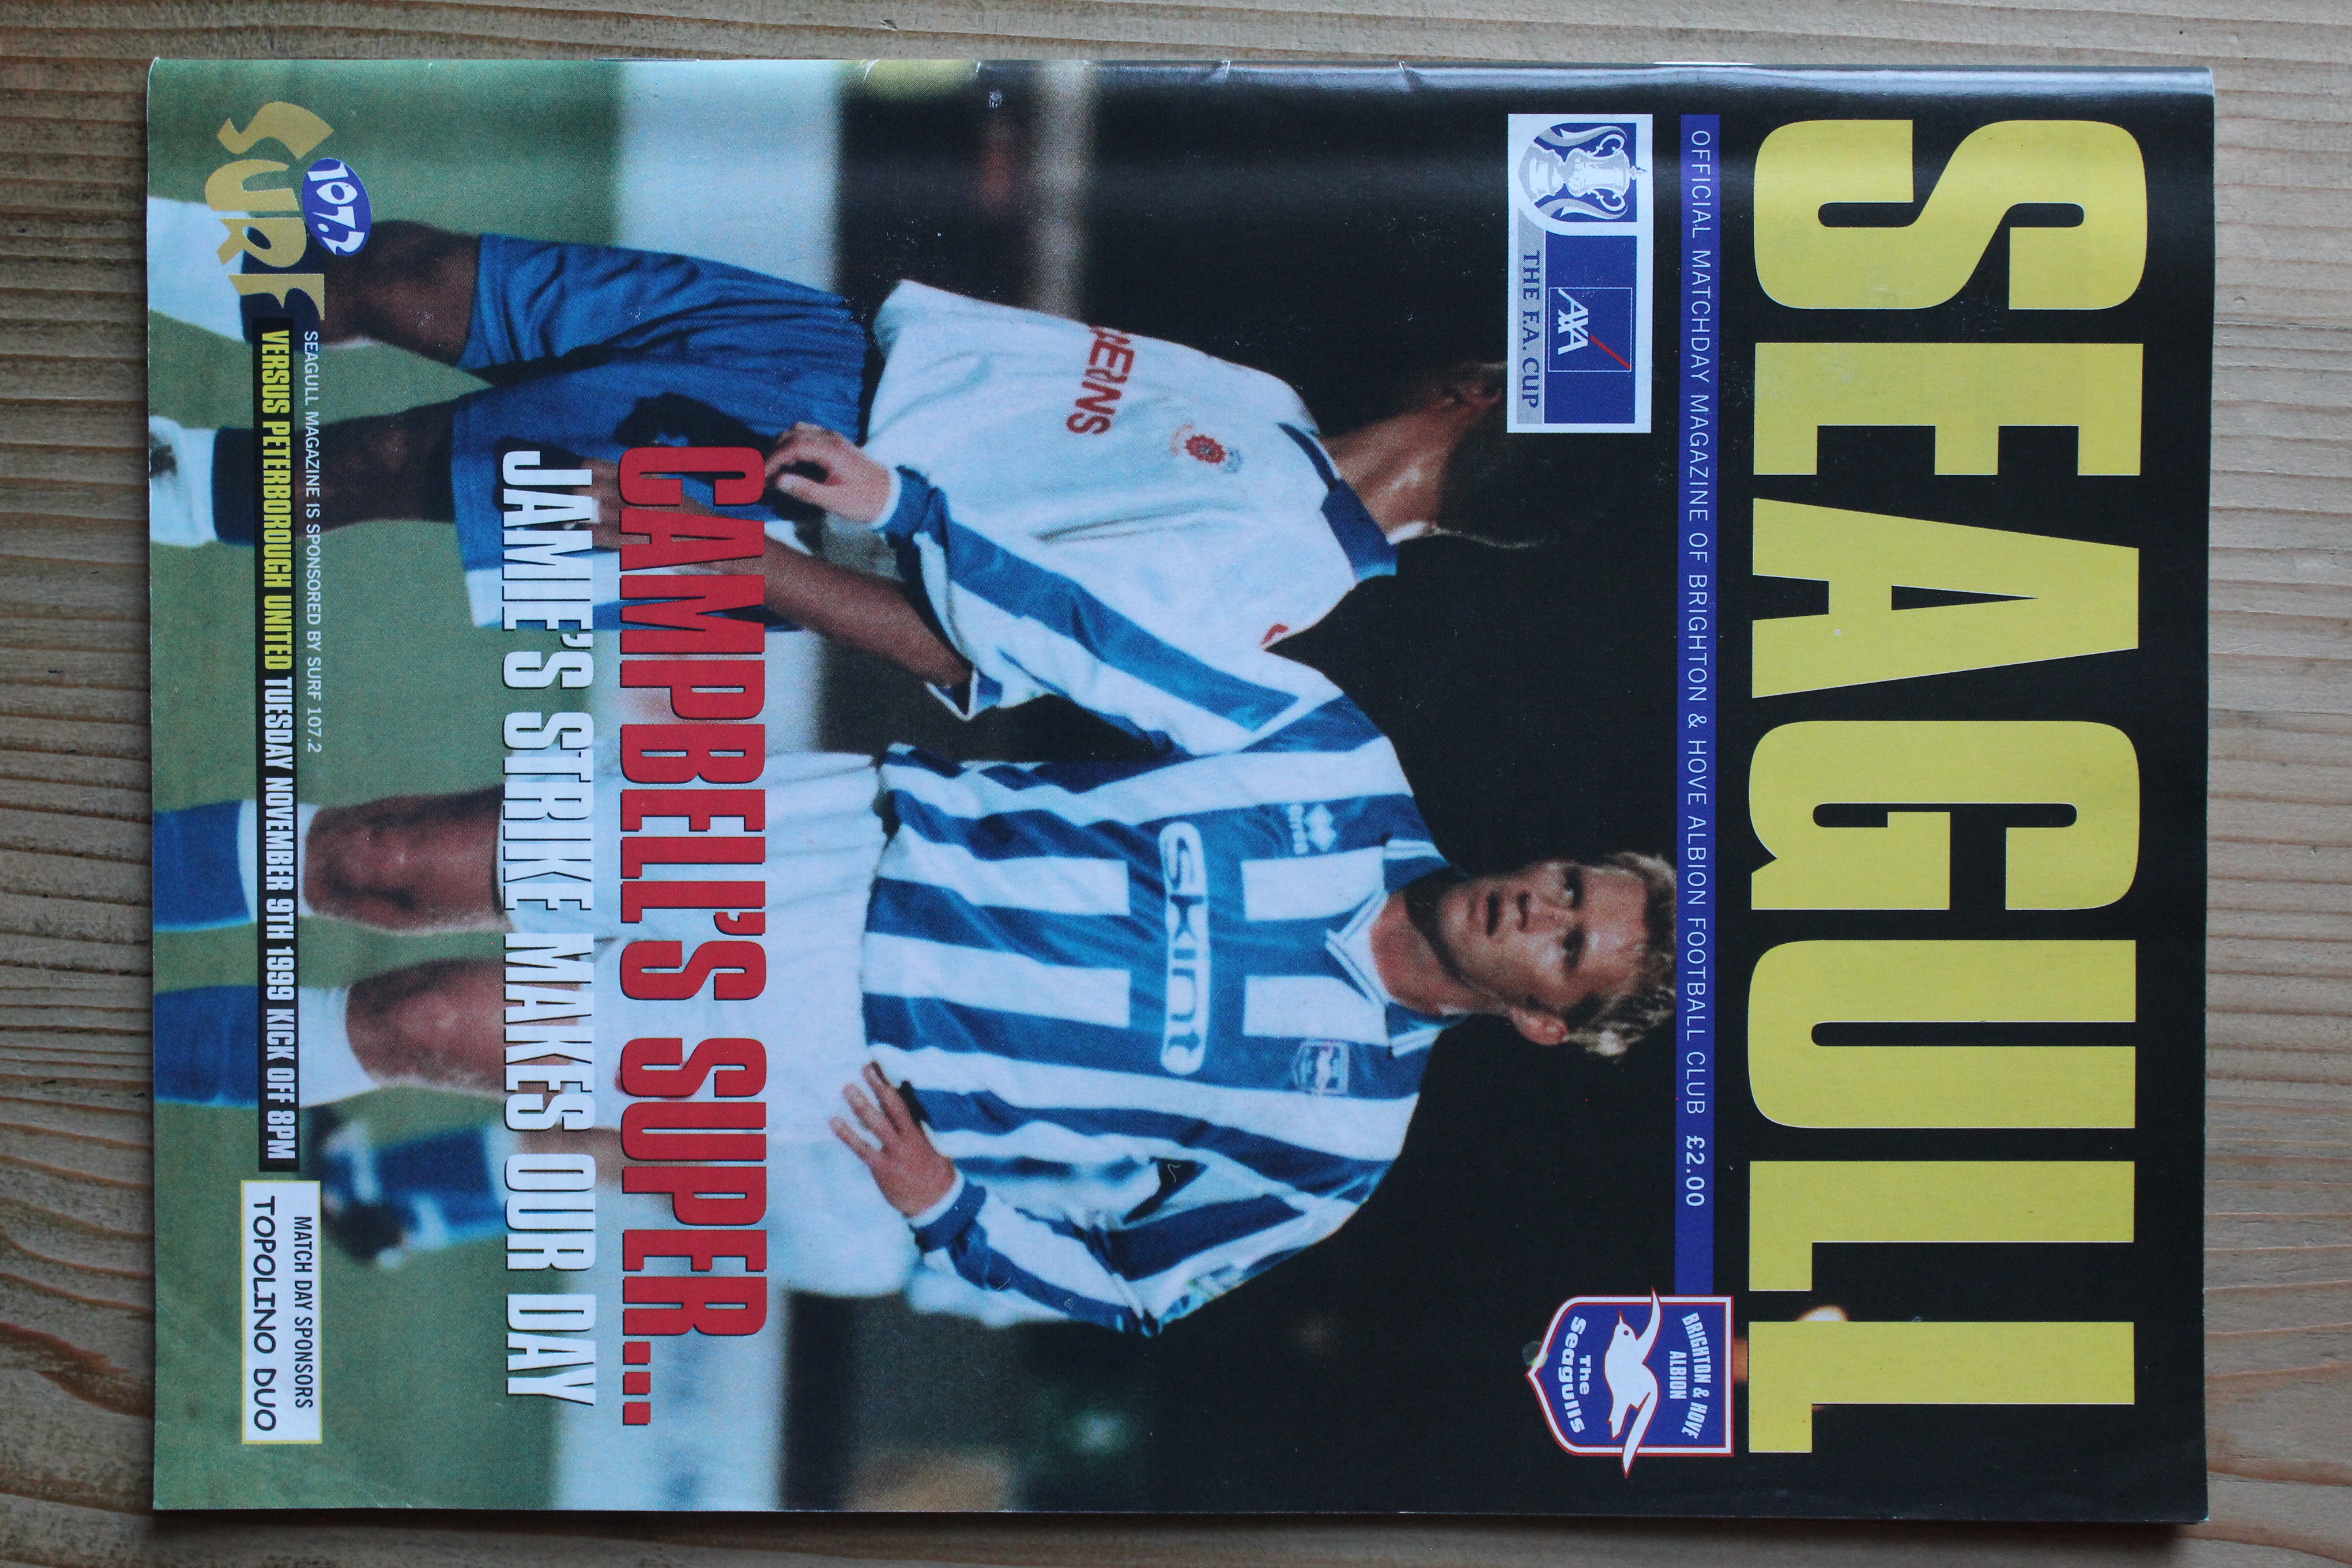 SEAGULL
OFFICIAL MATCHDAY MAGAZINE OF BRIGHTON & HOVE ALBION FOOTBALL CLUB £2.00
AXA
THE F.A. CUP
BRIGHTON & HOVE
ALBION
The
Seagulls
errea
SKINT
ERNS
CAMPBELL'S SUPER...
JAMIE'S STRIKE MAKES OUR DAY
107.2
SURF
SEAGULL MAGAZINE IS SPONSORED BY SURF 107.2
VERSUS PETERBOROUGH UNITED TUESDAY NOVEMBER 9TH 1999 KICK OFF 8PM
MATCH DAY SPONSORS
TOPOLINO DUO